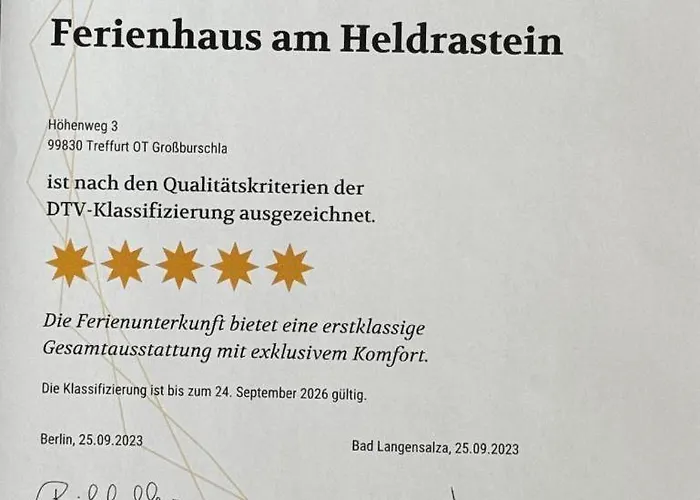 Ferienhaus am Heldrastein
Höhenweg 3
99830 Treffurt OT Großburschla
ist nach den Qualitätskriterien der
DTV-Klassifizierung ausgezeichnet.
Die Ferienunterkunft bietet eine erstklassige
Gesamtausstattung mit exklusivem Komfort.
Die Klassifizierung ist bis zum 24. September 2026 gültig.
Berlin, 25.09.2023
Bad Langensalza, 25.09.2023